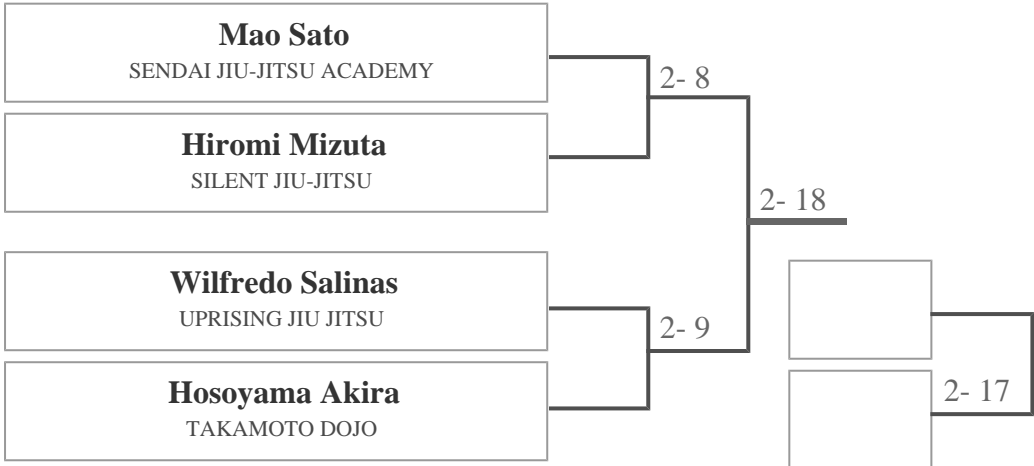 Mao Sato
SENDAI JIU-JITSU ACADEMY
2- 8
Hiromi Mizuta
SILENT JIU-JITSU
2- 18
Wilfredo Salinas
UPRISING JIU JITSU
2- 9
Hosoyama Akira
TAKAMOTO DOJO
2- 17